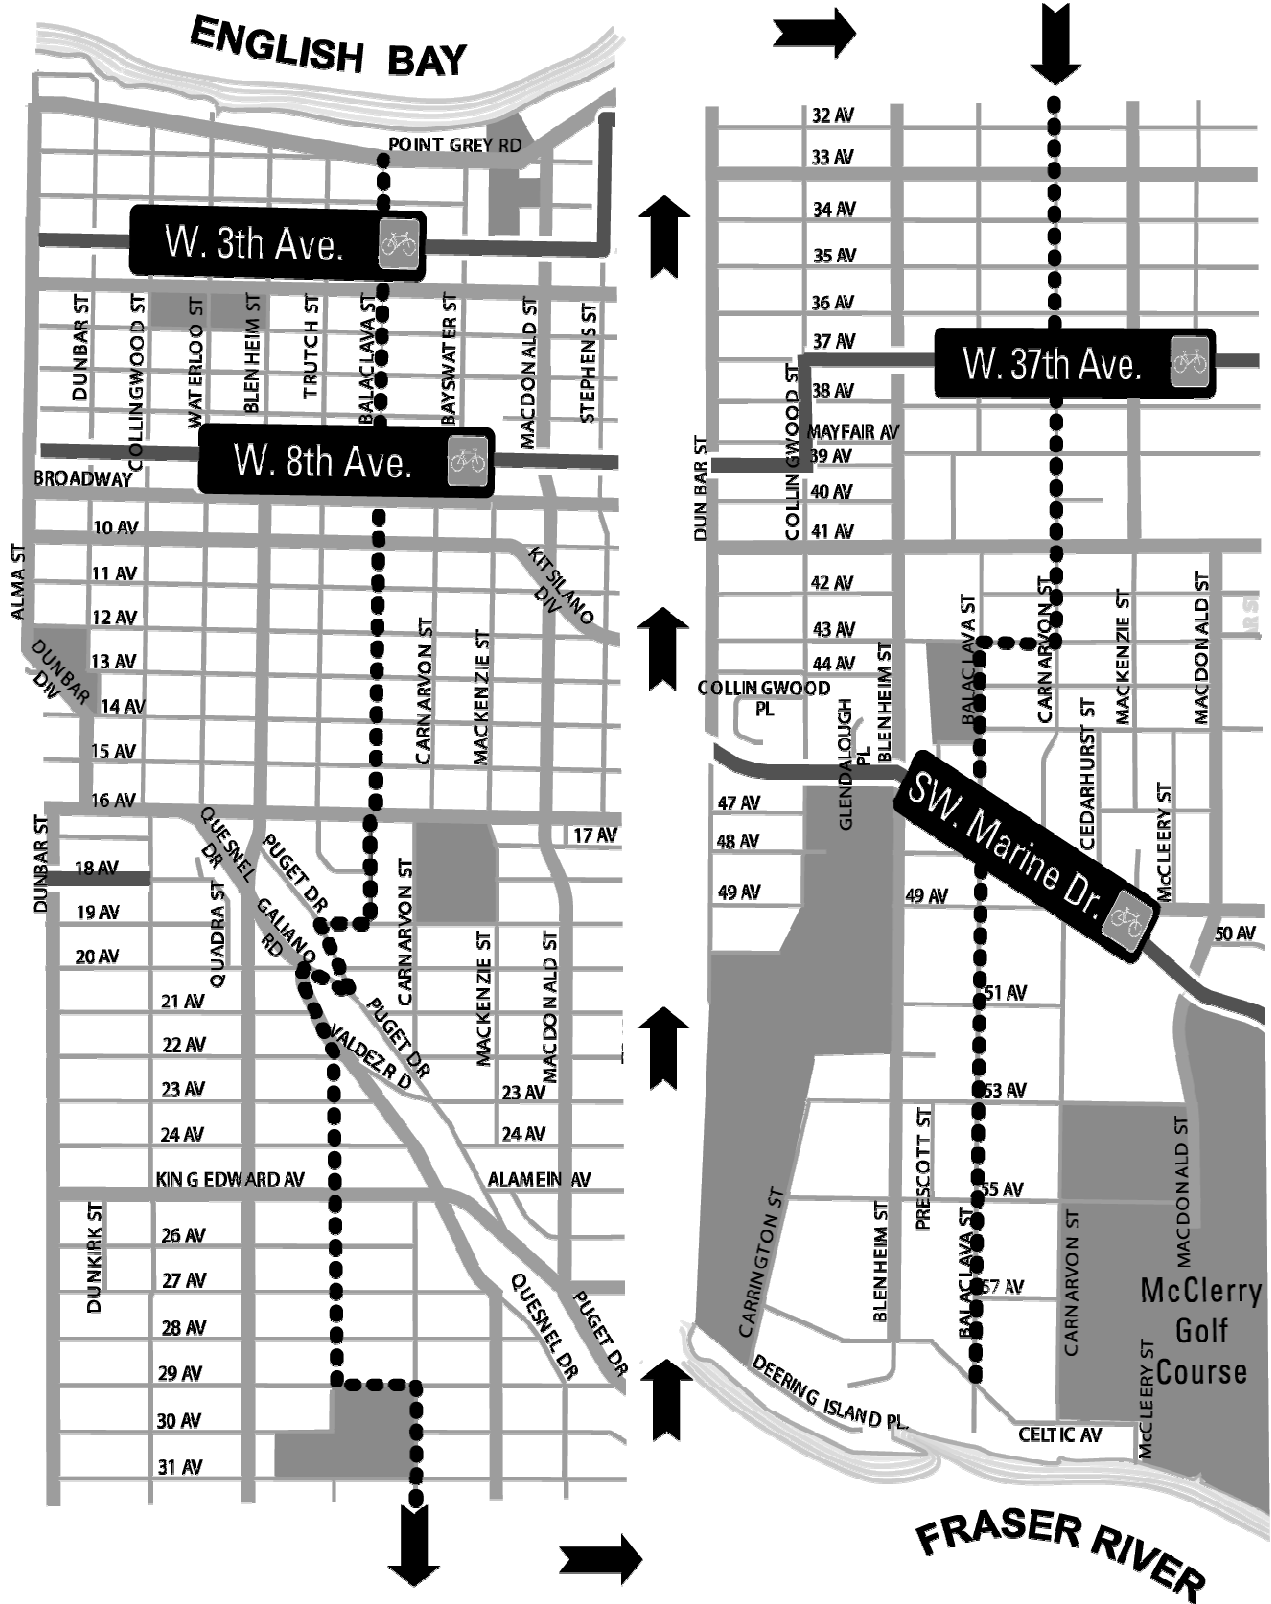 ENGLISH BAY
POINT GREY RD
W. 3th Ave.
DUNBAR ST
COLLINGWOOD ST
WATERLOO ST
BLENHEIM ST
TRUTCH ST
BALACLAVA ST
BAYSWATER ST
MACDONALD ST
STEPHENS ST
W. 8th Ave.
BROADWAY
10 AV
ALMA ST
11 AV
KITSILANO
DIV
12 AV
DUNBAR
DIV
13 AV
14 AV
CARNARVON ST
MACKENZIE ST
15 AV
16 AV
DUNBAR ST
QUESNEL
DR
PUGET DR
17 AV
18 AV
19 AV
QUADRA ST
GALIANO
RD
CARNARVON ST
MACKENZIE ST
MACDONALD ST
20 AV
21 AV
22 AV
VALDEZ RD
PUGET DR
23 AV
23 AV
24 AV
24 AV
KING EDWARD AV
ALAMEIN AV
DUNKIRK ST
26 AV
27 AV
QUESNEL DR
PUGET DR
28 AV
29 AV
30 AV
31 AV
32 AV
33 AV
34 AV
35 AV
36 AV
37 AV
W. 37th Ave.
COLLINGWOOD ST
38 AV
MAYFAIR AV
DUNBAR ST
39 AV
40 AV
41 AV
42 AV
43 AV
44 AV
BALACLAVA ST
CARNARVON ST
MACKENZIE ST
MACDONALD ST
COLLINGWOOD
PL
GLENDALOUGH
PL
BLENHEIM ST
CEDARHURST ST
McCLEERY ST
SW. Marine Dr.
47 AV
48 AV
49 AV
49 AV
50 AV
51 AV
53 AV
PRESCOTT ST
55 AV
MACDONALD ST
CARRINGTON ST
BLENHEIM ST
BALACLAVA ST
57 AV
CARNARVON ST
McClerry
Golf
Course
McCLEERY ST
DEERING ISLAND PL.
CELTIC AV
FRASER RIVER